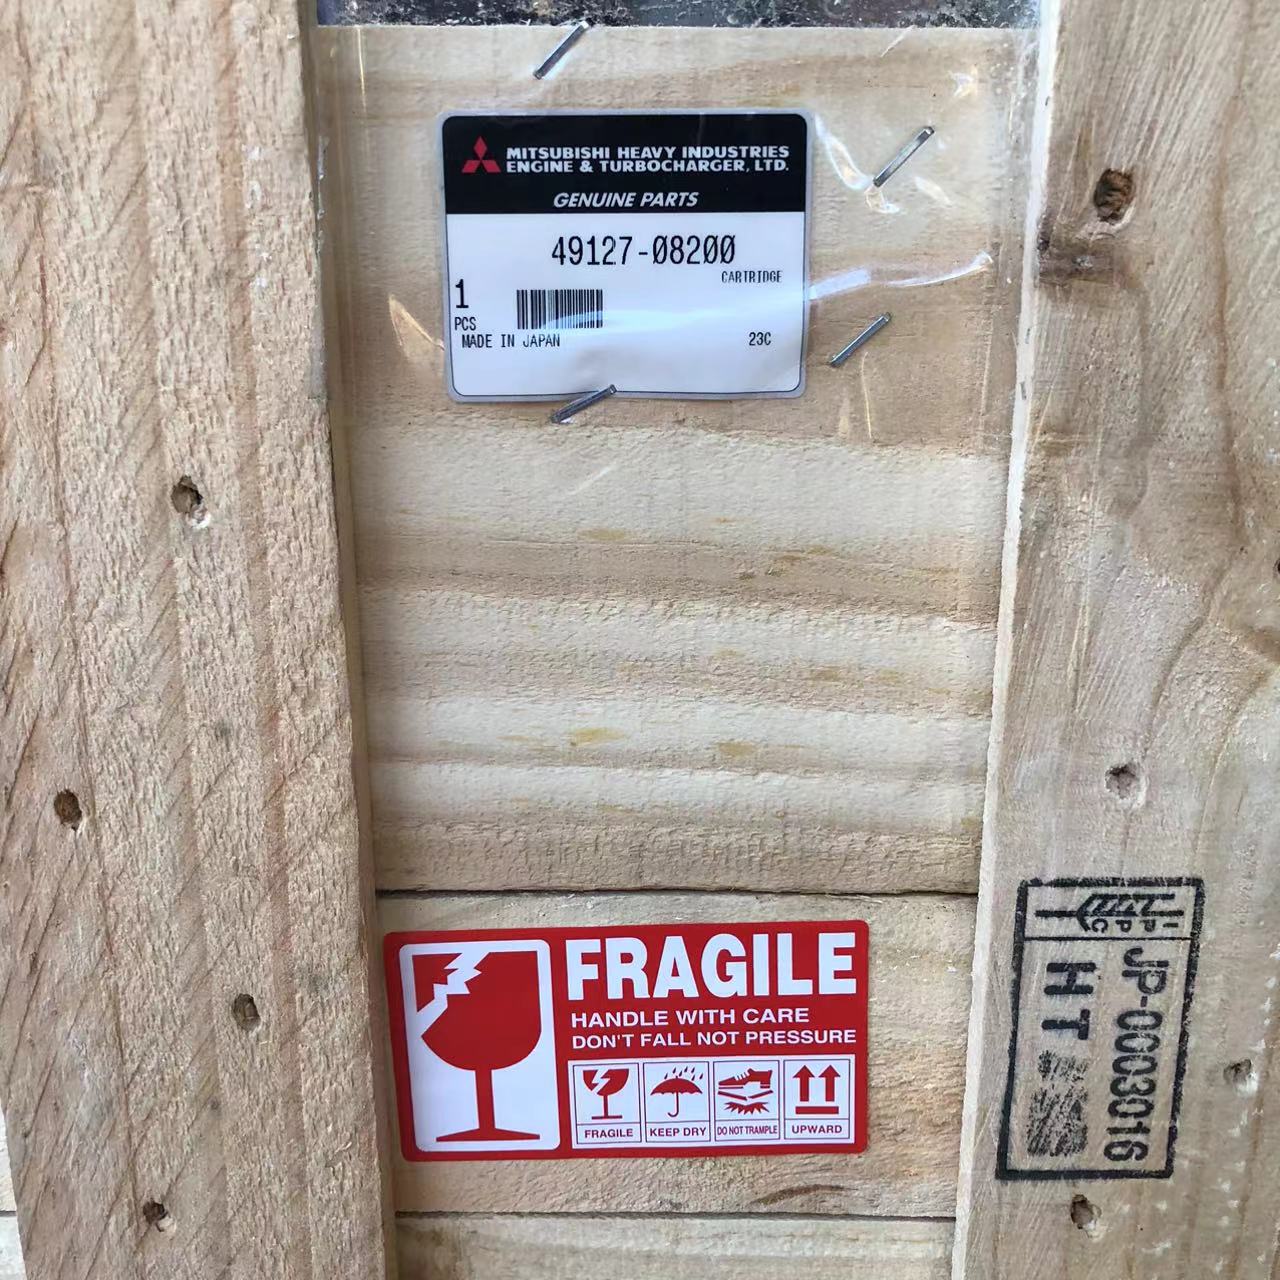 MITSUBISHI HEAVY INDUSTRIES
ENGINE & TURBOCHARGER, LTD.
GENUINE PARTS
49127-08200
CARTRIDGE
1
PCS
MADE IN JAPAN
23C
FRAGILE
HANDLE WITH CARE
DON'T FALL NOT PRESSURE
FRAGILE
KEEP DRY
DO NOT TRAMPLE
UPWARD
IPPC
JP-0003016
HT